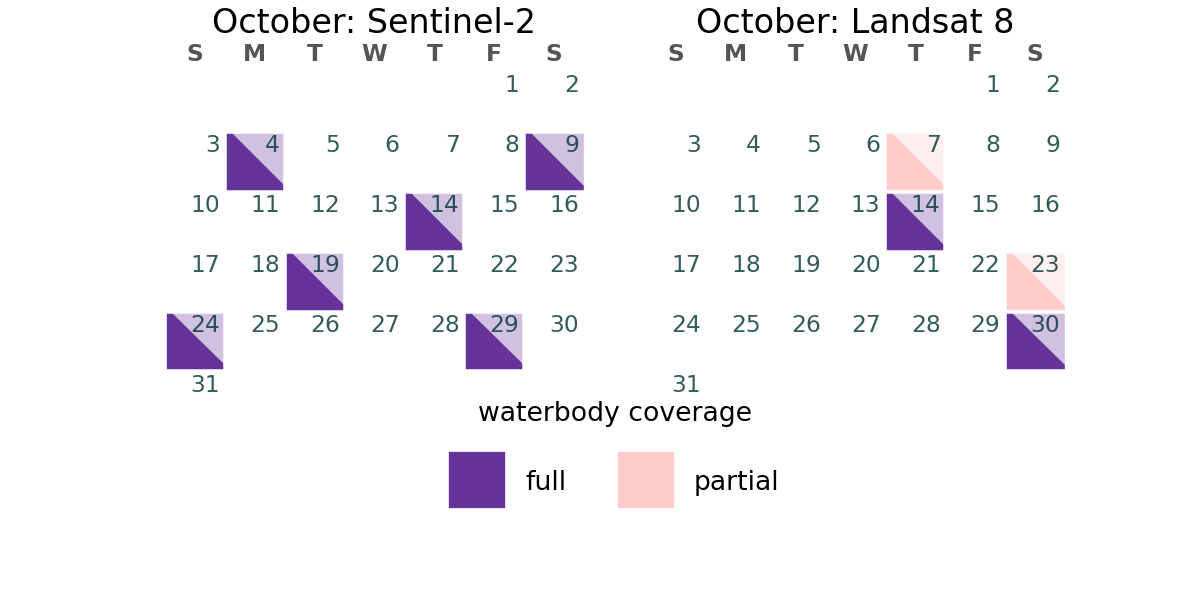 October: Sentinel-2
S M T W T F S
1 2
3 4 5 6 7 8 9
10 11 12 13 14 15 16
17 18 19 20 21 22 23
24 25 26 27 28 29 30
31
October: Landsat 8
S M T W T F S
1 2
3 4 5 6 7 8 9
10 11 12 13 14 15 16
17 18 19 20 21 22 23
24 25 26 27 28 29 30
31
waterbody coverage
full
partial